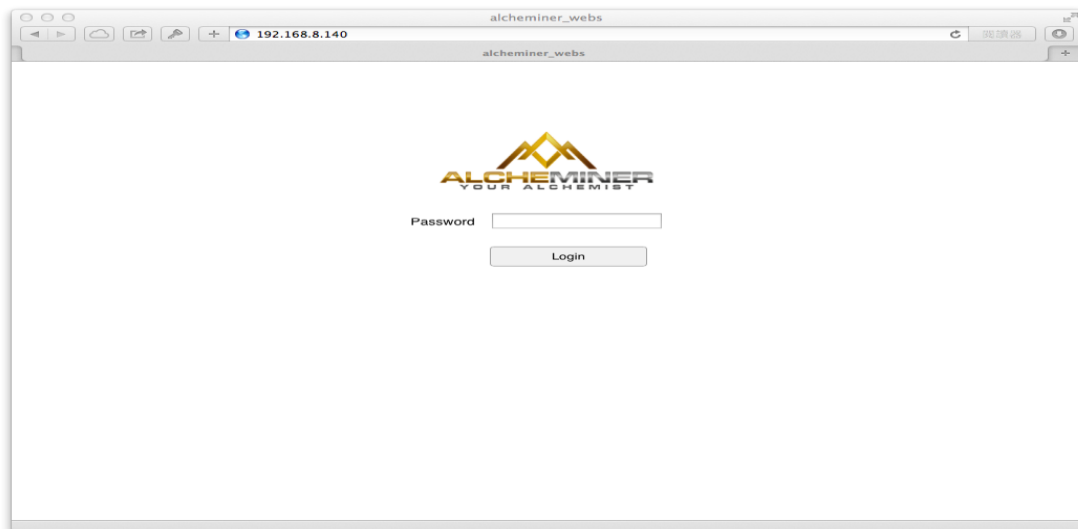 alcheminer_webs
192.168.8.140
alcheminer_webs
ALCHEMINER
YOUR ALCHEMIST
Password
Login